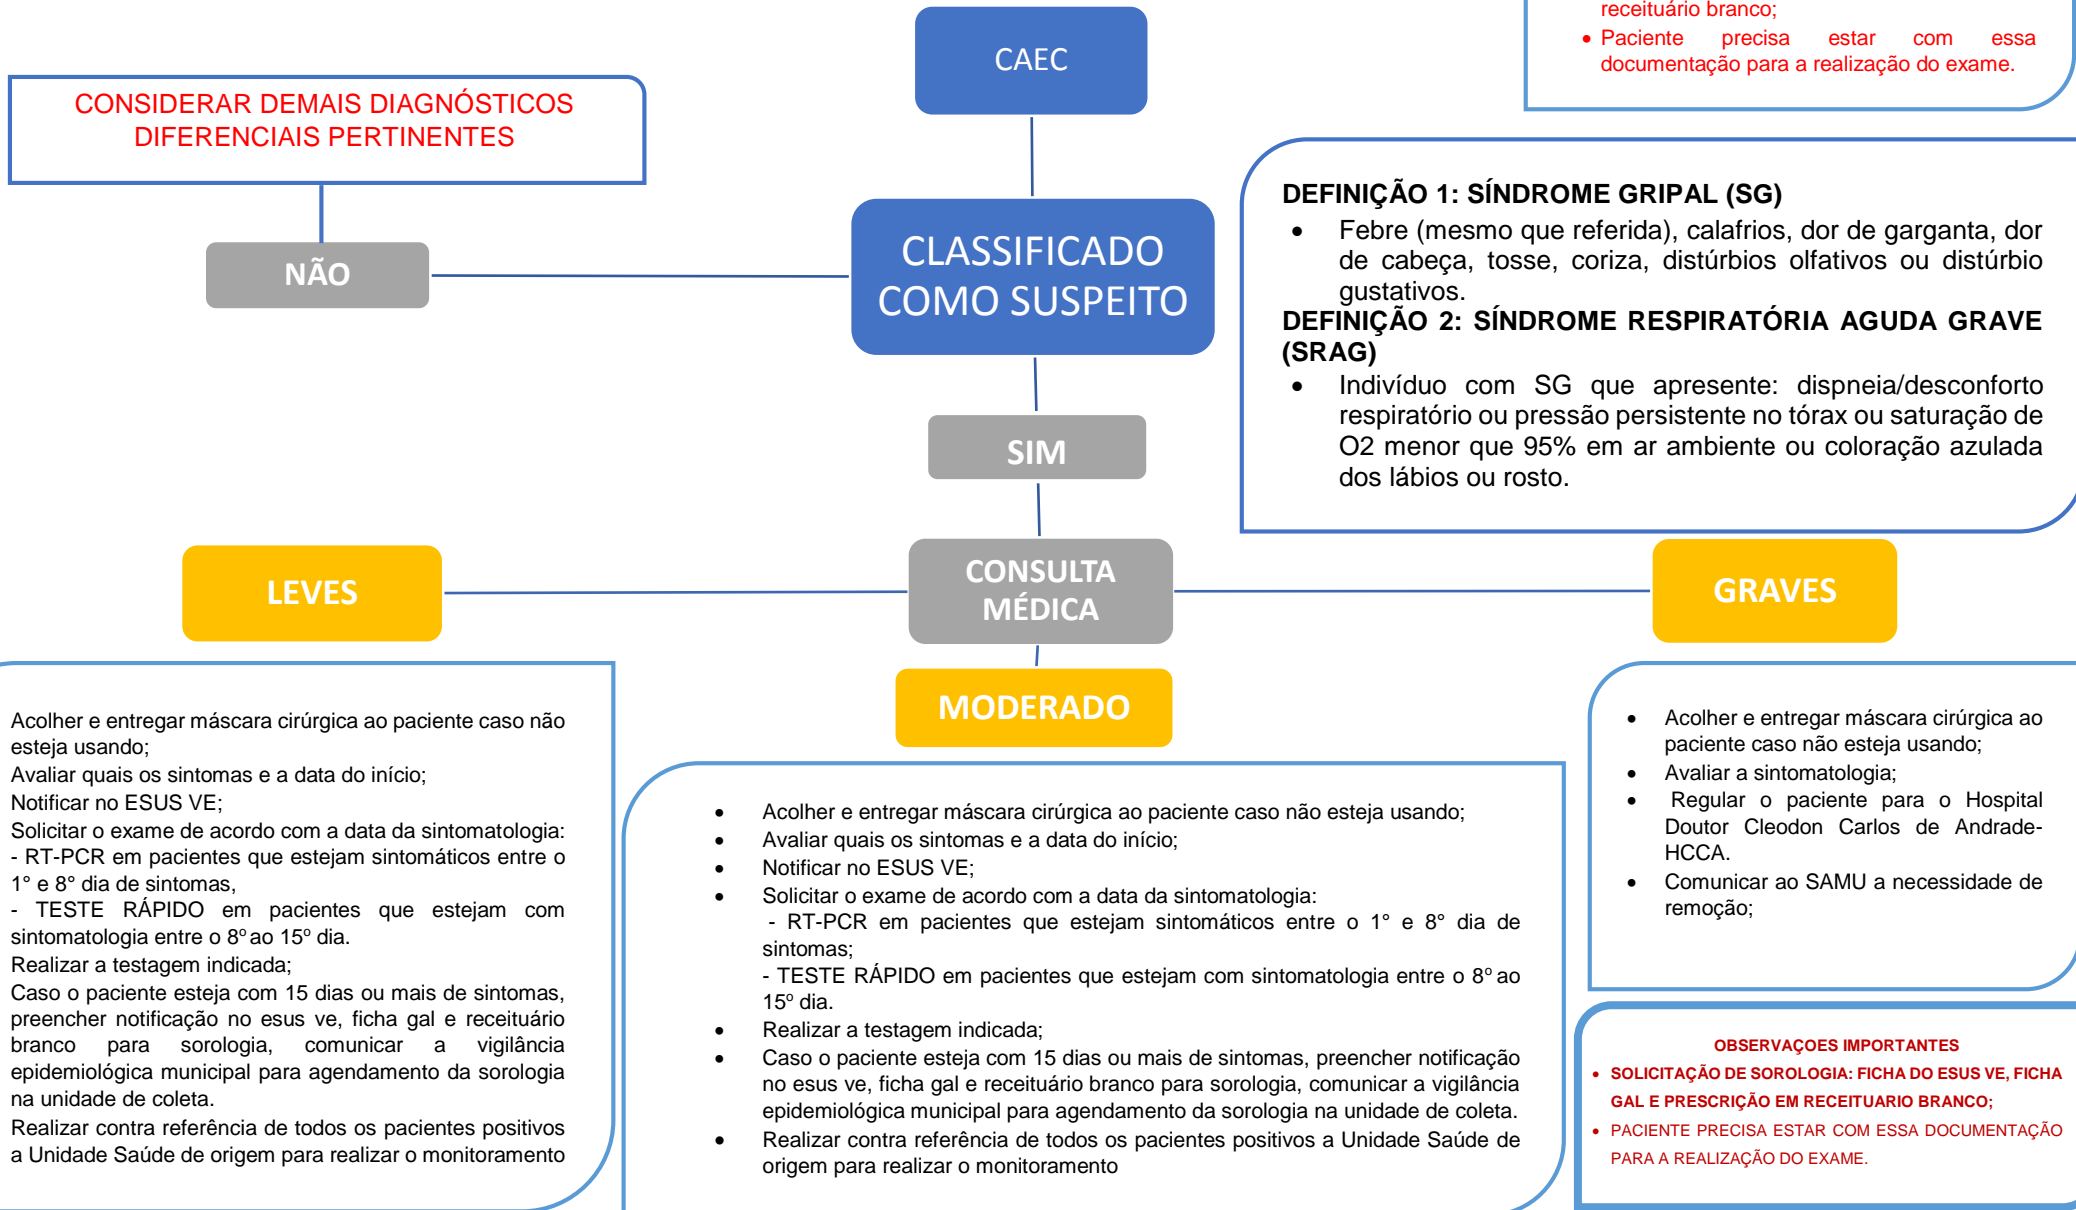 receituário branco;
• Paciente precisa estar com essa
documentação para a realização do exame.
CAEC
CONSIDERAR DEMAIS DIAGNÓSTICOS
DIFERENCIAIS PERTINENTES
NÃO
CLASSIFICADO
COMO SUSPEITO
DEFINIÇÃO 1: SÍNDROME GRIPAL (SG)
• Febre (mesmo que referida), calafrios, dor de garganta, dor
de cabeça, tosse, coriza, distúrbios olfativos ou distúrbio
gustativos.
DEFINIÇÃO 2: SÍNDROME RESPIRATÓRIA AGUDA GRAVE
(SRAG)
• Indivíduo com SG que apresente: dispneia/desconforto
respiratório ou pressão persistente no tórax ou saturação de
O2 menor que 95% em ar ambiente ou coloração azulada
dos lábios ou rosto.
SIM
CONSULTA
MÉDICA
LEVES
MODERADO
GRAVES
Acolher e entregar máscara cirúrgica ao paciente caso não
esteja usando;
Avaliar quais os sintomas e a data do início;
Notificar no ESUS VE;
Solicitar o exame de acordo com a data da sintomatologia:
- RT-PCR em pacientes que estejam sintomáticos entre o
1° e 8° dia de sintomas,
- TESTE RÁPIDO em pacientes que estejam com
sintomatologia entre o 8º ao 15º dia.
Realizar a testagem indicada;
Caso o paciente esteja com 15 dias ou mais de sintomas,
preencher notificação no esus ve, ficha gal e receituário
branco para sorologia, comunicar a vigilância
epidemiológica municipal para agendamento da sorologia
na unidade de coleta.
Realizar contra referência de todos os pacientes positivos
a Unidade Saúde de origem para realizar o monitoramento
• Acolher e entregar máscara cirúrgica ao paciente caso não esteja usando;
• Avaliar quais os sintomas e a data do início;
• Notificar no ESUS VE;
• Solicitar o exame de acordo com a data da sintomatologia:
- RT-PCR em pacientes que estejam sintomáticos entre o 1° e 8° dia de
sintomas;
- TESTE RÁPIDO em pacientes que estejam com sintomatologia entre o 8º ao
15º dia.
• Realizar a testagem indicada;
• Caso o paciente esteja com 15 dias ou mais de sintomas, preencher notificação
no esus ve, ficha gal e receituário branco para sorologia, comunicar a vigilância
epidemiológica municipal para agendamento da sorologia na unidade de coleta.
• Realizar contra referência de todos os pacientes positivos a Unidade Saúde de
origem para realizar o monitoramento
• Acolher e entregar máscara cirúrgica ao
paciente caso não esteja usando;
• Avaliar a sintomatologia;
• Regular o paciente para o Hospital
Doutor Cleodon Carlos de Andrade-
HCCA.
• Comunicar ao SAMU a necessidade de
remoção;
OBSERVAÇOES IMPORTANTES
• SOLICITAÇÃO DE SOROLOGIA: FICHA DO ESUS VE, FICHA
GAL E PRESCRIÇÃO EM RECEITUARIO BRANCO;
• PACIENTE PRECISA ESTAR COM ESSA DOCUMENTAÇÃO
PARA A REALIZAÇÃO DO EXAME.